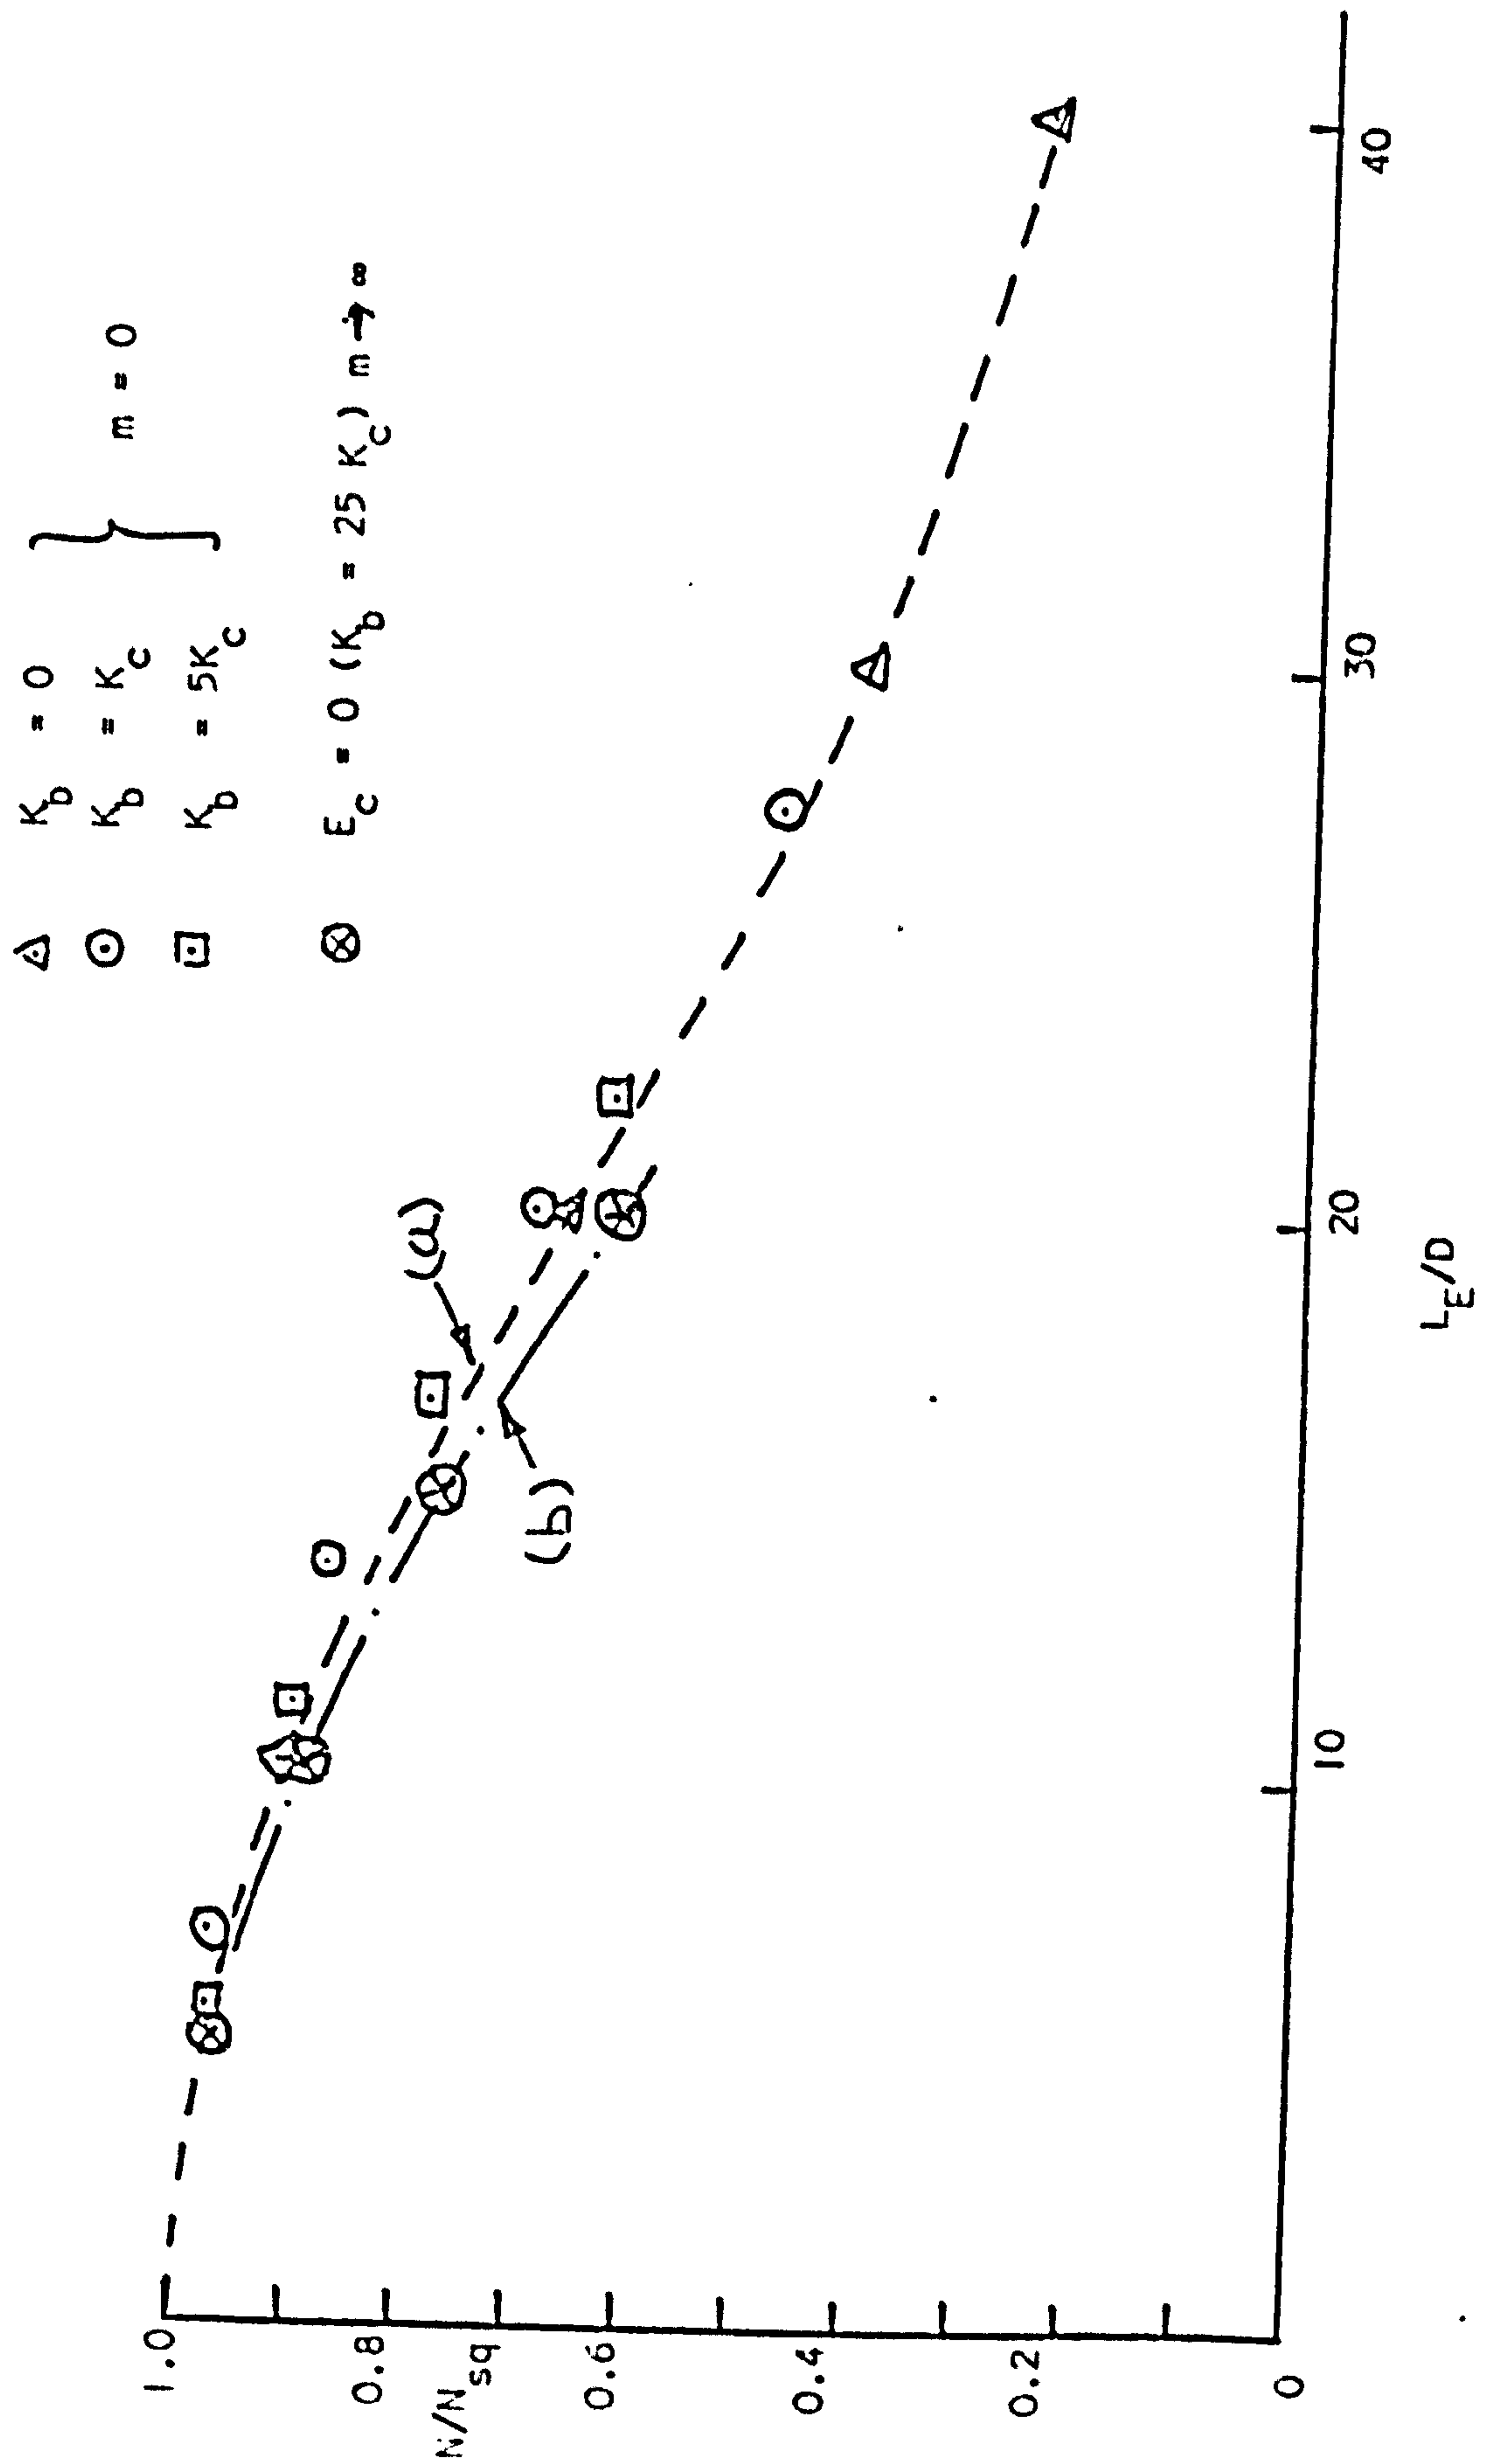 K_b = 0
K_b = K_c } m = 0
K_b = 5K_c
E_c = 0 (K_b = 25 K_c) m → ∞
(a)
(b)
1.0
0.8
N/N_sq
0.6
0.4
0.2
0
10
20
30
40
L_E/D